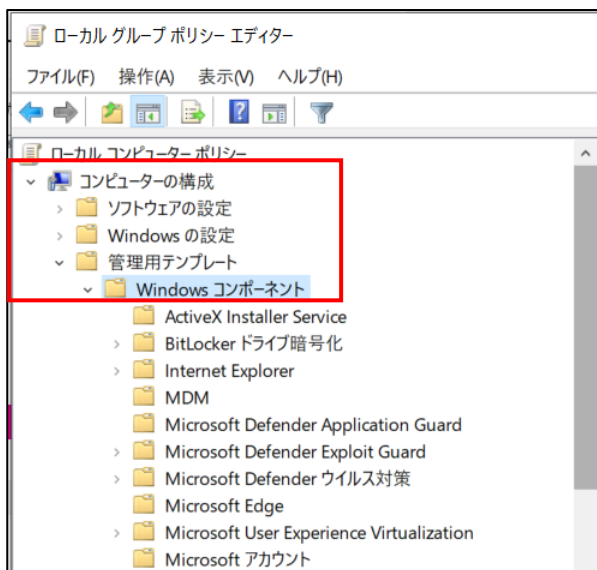 ローカル グループ ポリシー エディター
ファイル(F) 操作(A) 表示(V) ヘルプ(H)
ローカル コンピューター ポリシー
コンピューターの構成
ソフトウェアの設定
Windows の設定
管理用テンプレート
Windows コンポーネント
ActiveX Installer Service
BitLocker ドライブ暗号化
Internet Explorer
MDM
Microsoft Defender Application Guard
Microsoft Defender Exploit Guard
Microsoft Defender ウイルス対策
Microsoft Edge
Microsoft User Experience Virtualization
Microsoft アカウント